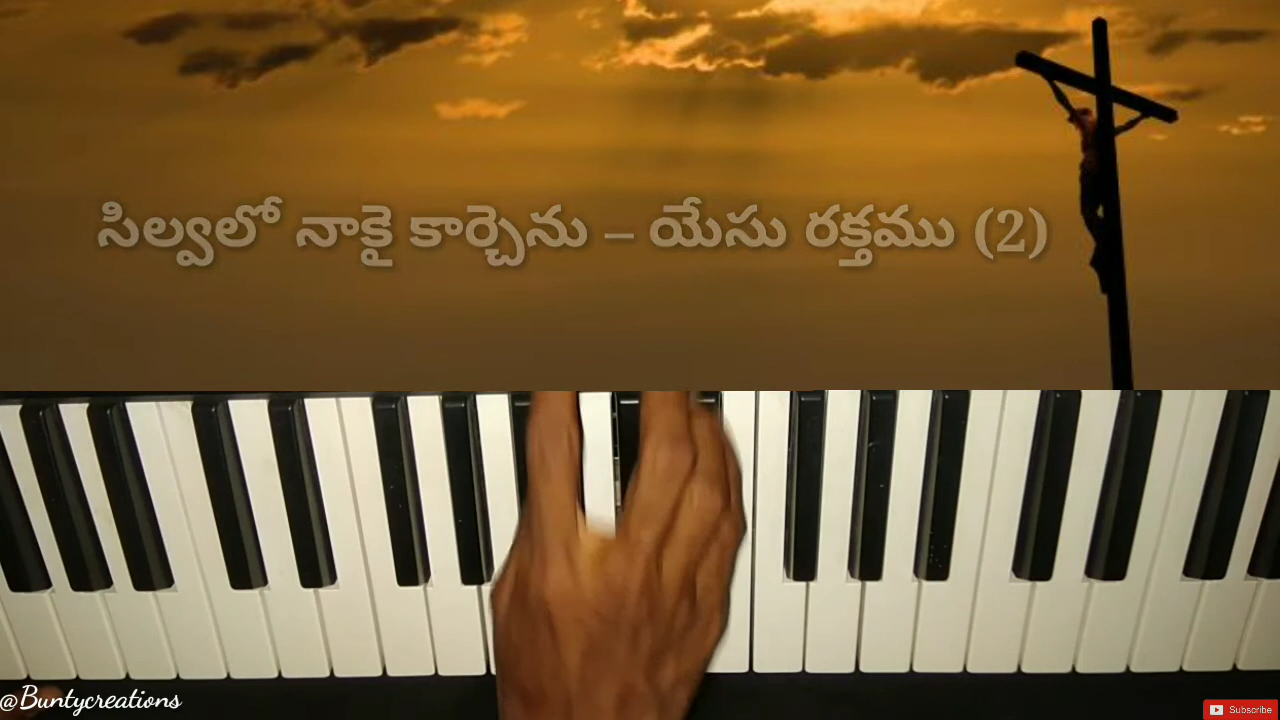 సిల్వలో నాకై కార్చెను – యేసు రక్తము (2)
@Buntycreations
Subscribe